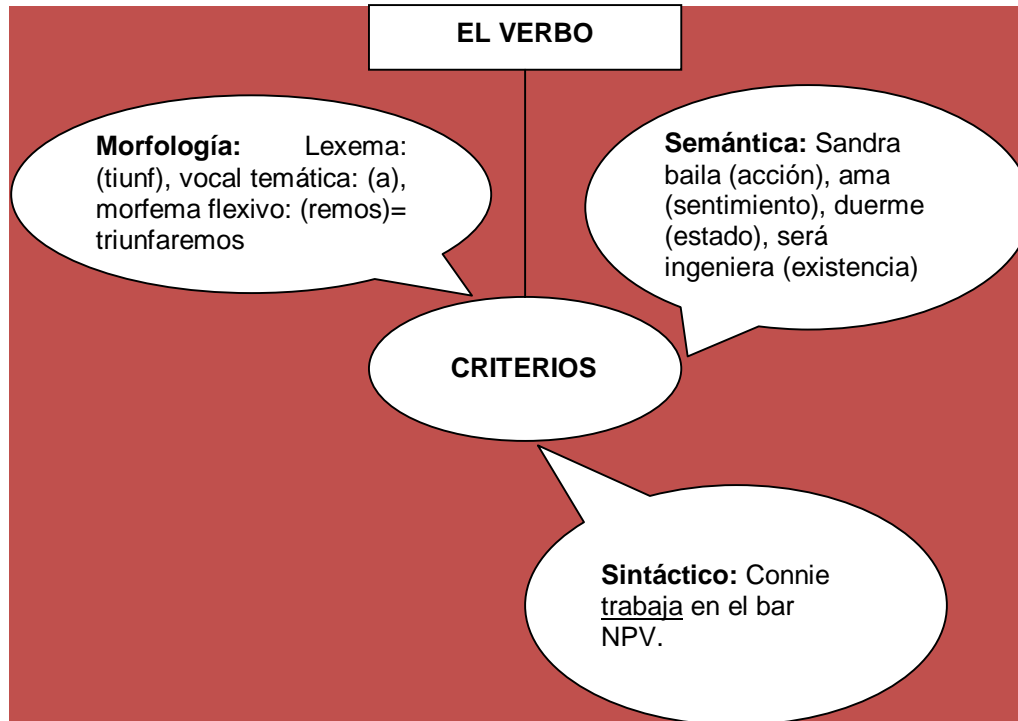 EL VERBO
Morfología: Lexema:
(tiunf), vocal temática: (a),
morfema flexivo: (remos)=
triunfaremos
Semántica: Sandra
baila (acción), ama
(sentimiento), duerme
(estado), será
ingeniera (existencia)
CRITERIOS
Sintáctico: Connie
trabaja en el bar
NPV.